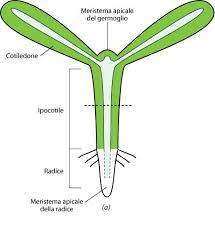 Meristema apicale
del germoglio
Cotiledone
Ipocotile
Radice
Meristema apicale
della radice
(a)